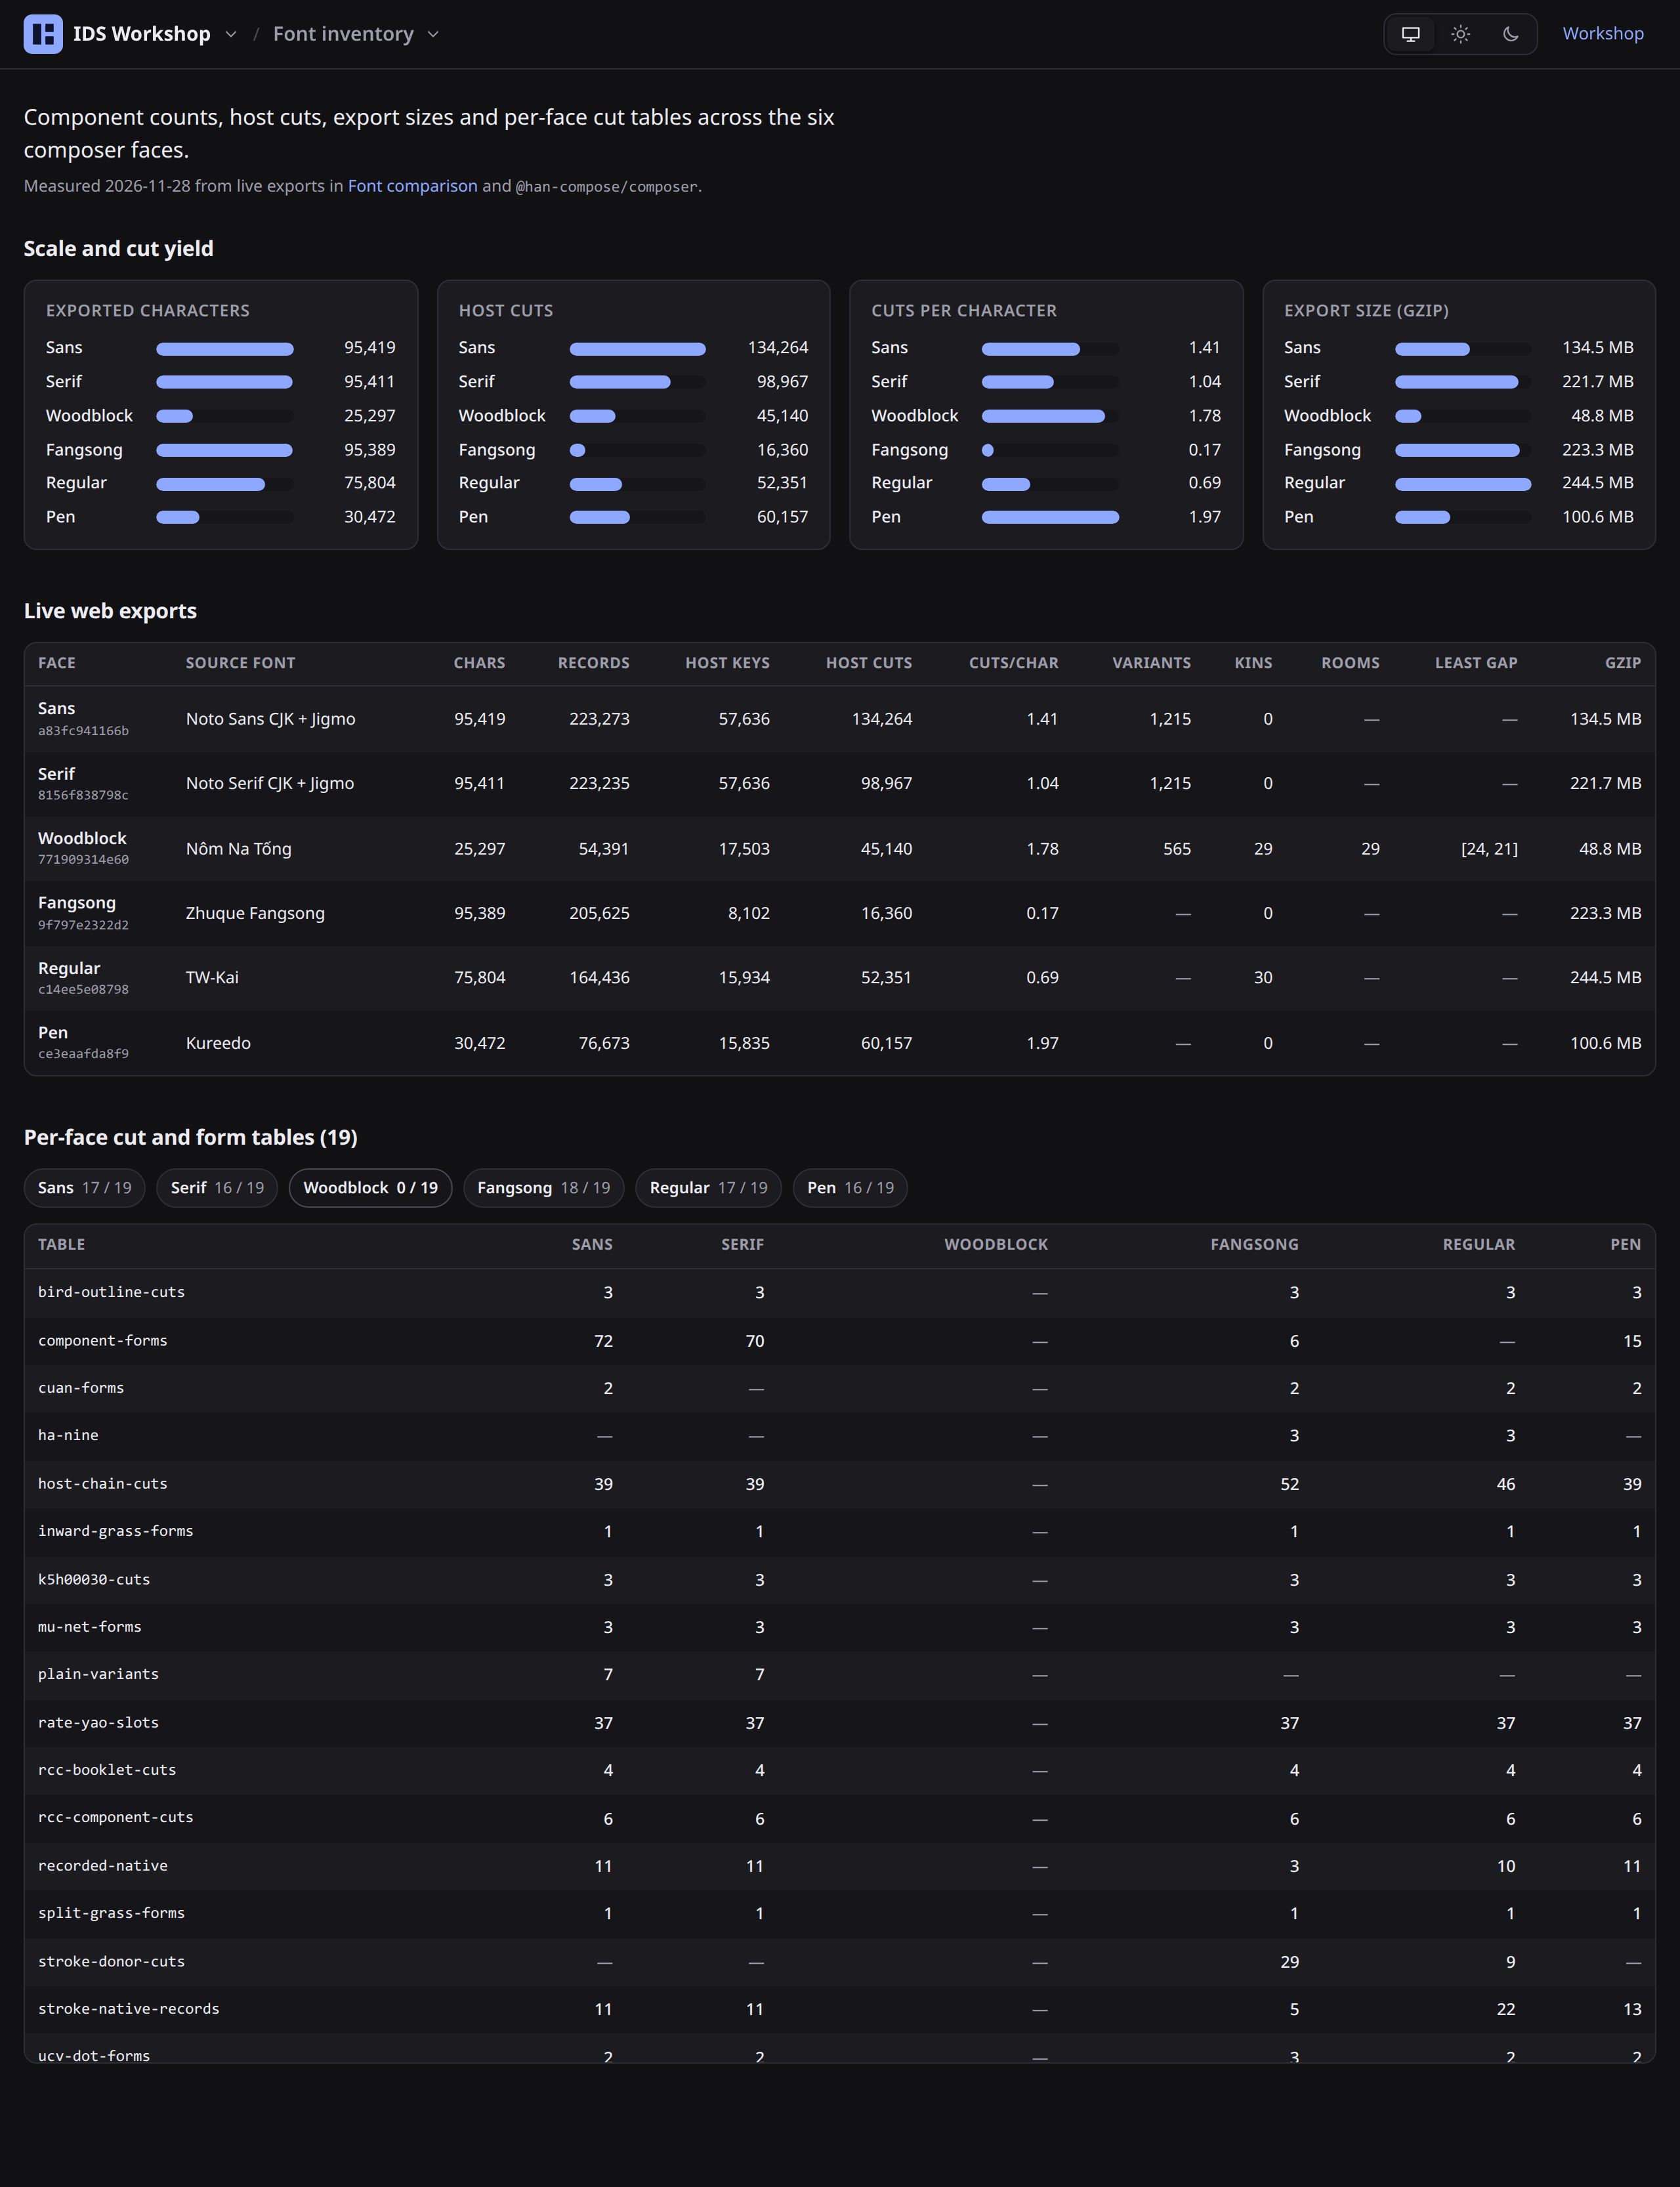 IDS Workshop / Font inventory
Workshop
Component counts, host cuts, export sizes and per-face cut tables across the six
composer faces.
Measured 2026-11-28 from live exports in Font comparison and @han-compose/composer.
Scale and cut yield
EXPORTED CHARACTERS
Sans 95,419
Serif 95,411
Woodblock 25,297
Fangsong 95,389
Regular 75,804
Pen 30,472
HOST CUTS
Sans 134,264
Serif 98,967
Woodblock 45,140
Fangsong 16,360
Regular 52,351
Pen 60,157
CUTS PER CHARACTER
Sans 1.41
Serif 1.04
Woodblock 1.78
Fangsong 0.17
Regular 0.69
Pen 1.97
EXPORT SIZE (GZIP)
Sans 134.5 MB
Serif 221.7 MB
Woodblock 48.8 MB
Fangsong 223.3 MB
Regular 244.5 MB
Pen 100.6 MB
Live web exports
FACE SOURCE FONT CHARS RECORDS HOST KEYS HOST CUTS CUTS/CHAR VARIANTS KINS ROOMS LEAST GAP GZIP
Sans
a83fc941166b
Noto Sans CJK + Jigmo 95,419 223,273 57,636 134,264 1.41 1,215 0 — — 134.5 MB
Serif
8156f838798c
Noto Serif CJK + Jigmo 95,411 223,235 57,636 98,967 1.04 1,215 0 — — 221.7 MB
Woodblock
771909314e60
Nôm Na Tống 25,297 54,391 17,503 45,140 1.78 565 29 29 [24, 21] 48.8 MB
Fangsong
9f797e2322d2
Zhuque Fangsong 95,389 205,625 8,102 16,360 0.17 — 0 — — 223.3 MB
Regular
c14ee5e08798
TW-Kai 75,804 164,436 15,934 52,351 0.69 — 30 — — 244.5 MB
Pen
ce3eaafda8f9
Kureedo 30,472 76,673 15,835 60,157 1.97 — 0 — — 100.6 MB
Per-face cut and form tables (19)
Sans 17 / 19 Serif 16 / 19 Woodblock 0 / 19 Fangsong 18 / 19 Regular 17 / 19 Pen 16 / 19
TABLE SANS SERIF WOODBLOCK FANGSONG REGULAR PEN
bird-outline-cuts 3 3 — 3 3 3
component-forms 72 70 — 6 — 15
cuan-forms 2 — — 2 2 2
ha-nine — — — 3 3 —
host-chain-cuts 39 39 — 52 46 39
inward-grass-forms 1 1 — 1 1 1
k5h00030-cuts 3 3 — 3 3 3
mu-net-forms 3 3 — 3 3 3
plain-variants 7 7 — — — —
rate-yao-slots 37 37 — 37 37 37
rcc-booklet-cuts 4 4 — 4 4 4
rcc-component-cuts 6 6 — 6 6 6
recorded-native 11 11 — 3 10 11
split-grass-forms 1 1 — 1 1 1
stroke-donor-cuts — — — 29 9 —
stroke-native-records 11 11 — 5 22 13
ucv-dot-forms 2 2 — 3 2 2